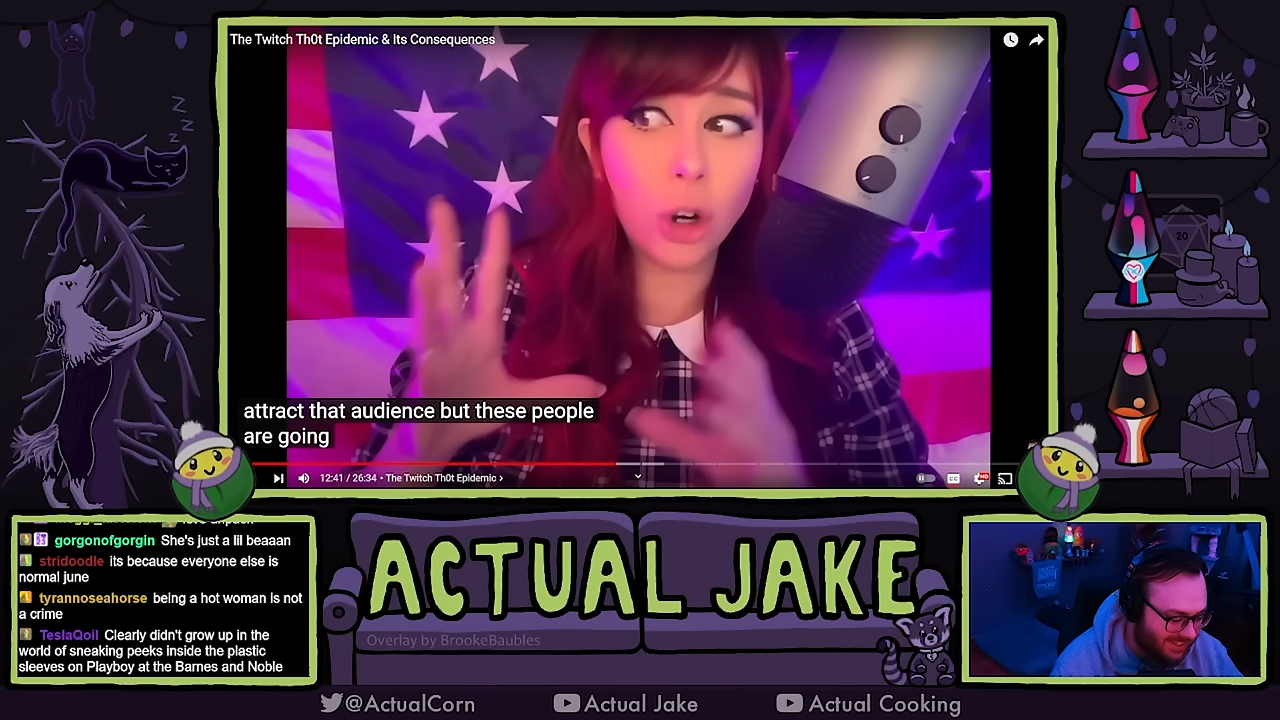 The Twitch Th0t Epidemic & Its Consequences
attract that audience but these people
are going
12:41 / 26:34 • The Twitch Th0t Epidemic ›
CC
HD
20
gorgonofgorgin She's just a lil beaaan
stridoodle its because everyone else is
normal june
tyrannoseahorse being a hot woman is not
a crime
TeslaQoil Clearly didn't grow up in the
world of sneaking peeks inside the plastic
sleeves on Playboy at the Barnes and Noble
ACTUAL JAKE
Overlay by BrookeBaubles
@ActualCorn
Actual Jake
Actual Cooking